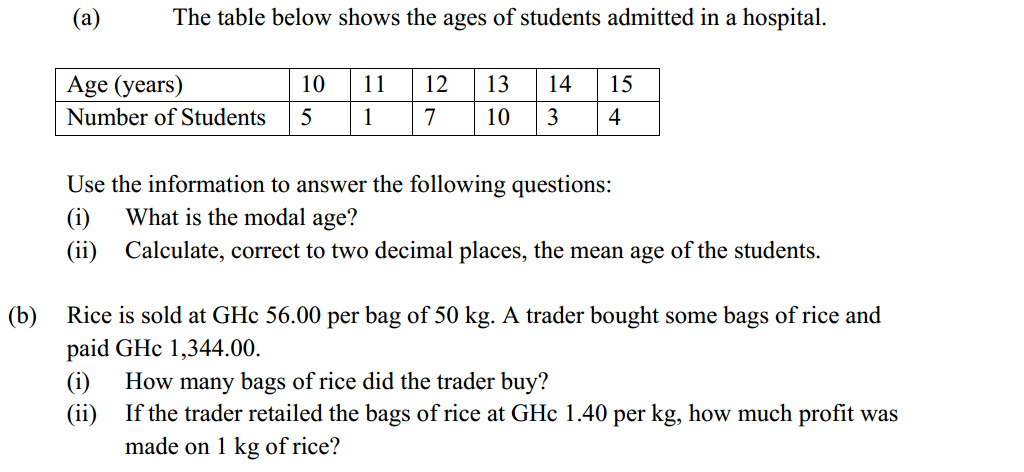 (a) The table below shows the ages of students admitted in a hospital.
Age (years) 10 11 12 13 14 15
Number of Students 5 1 7 10 3 4
Use the information to answer the following questions:
(i) What is the modal age?
(ii) Calculate, correct to two decimal places, the mean age of the students.
(b) Rice is sold at GHc 56.00 per bag of 50 kg. A trader bought some bags of rice and
paid GHc 1,344.00.
(i) How many bags of rice did the trader buy?
(ii) If the trader retailed the bags of rice at GHc 1.40 per kg, how much profit was
made on 1 kg of rice?